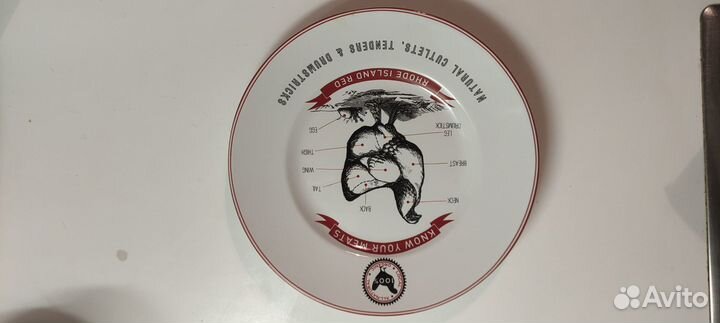 100%
KNOW YOUR MEATS
NECK
BACK
TAIL
BREAST
WING
THIGH
LEG
(DRUMSTICK)
EGG
RHODE ISLAND RED
NATURAL CUTLETS, TENDERS & DRUMSTICKS
Avito